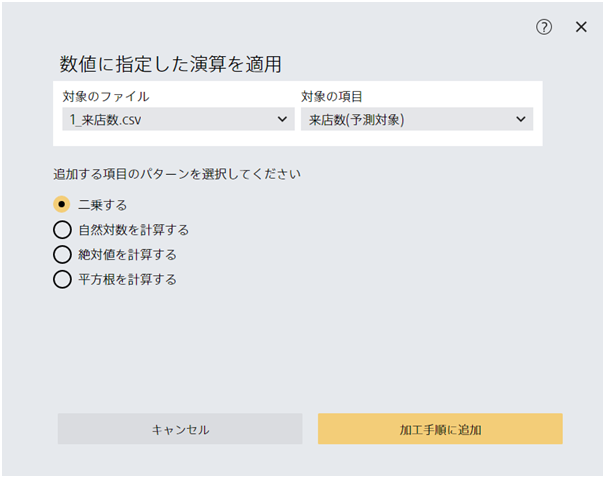 数値に指定した演算を適用
対象のファイル 対象の項目
1_来店数.csv 来店数(予測対象)
追加する項目のパターンを選択してください
二乗する
自然対数を計算する
絶対値を計算する
平方根を計算する
キャンセル 加工手順に追加